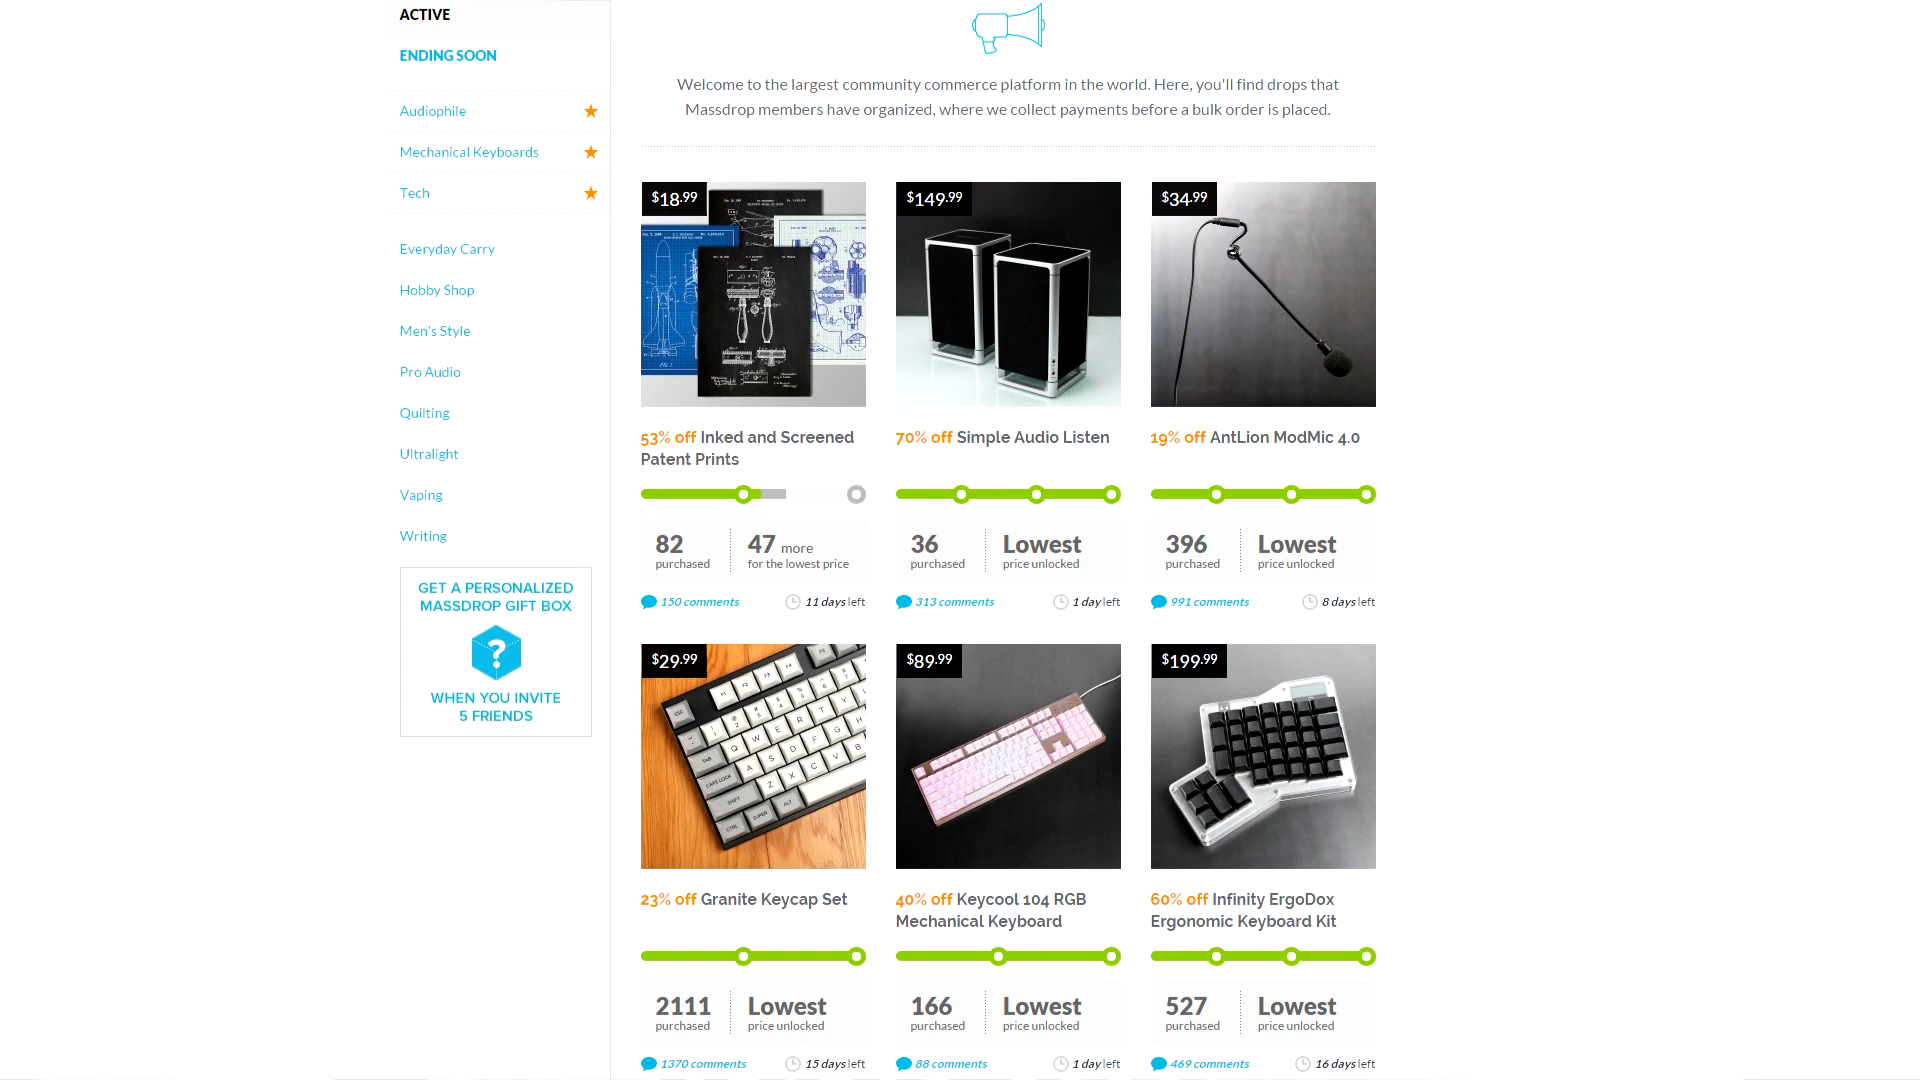 ACTIVE
ENDING SOON
Audiophile
Mechanical Keyboards
Tech
Everyday Carry
Hobby Shop
Men's Style
Pro Audio
Quilting
Ultralight
Vaping
Writing
GET A PERSONALIZED
MASSDROP GIFT BOX
?
WHEN YOU INVITE
5 FRIENDS
Welcome to the largest community commerce platform in the world. Here, you'll find drops that
Massdrop members have organized, where we collect payments before a bulk order is placed.
$18.99
53% off Inked and Screened
Patent Prints
82 purchased
47 more
for the lowest price
150 comments
11 days left
$149.99
70% off Simple Audio Listen
36 purchased
Lowest
price unlocked
313 comments
1 day left
$34.99
19% off AntLion ModMic 4.0
396 purchased
Lowest
price unlocked
991 comments
8 days left
$29.99
23% off Granite Keycap Set
2111 purchased
Lowest
price unlocked
1370 comments
15 days left
$89.99
40% off Keycool 104 RGB
Mechanical Keyboard
166 purchased
Lowest
price unlocked
88 comments
1 day left
$199.99
60% off Infinity ErgoDox
Ergonomic Keyboard Kit
527 purchased
Lowest
price unlocked
469 comments
16 days left